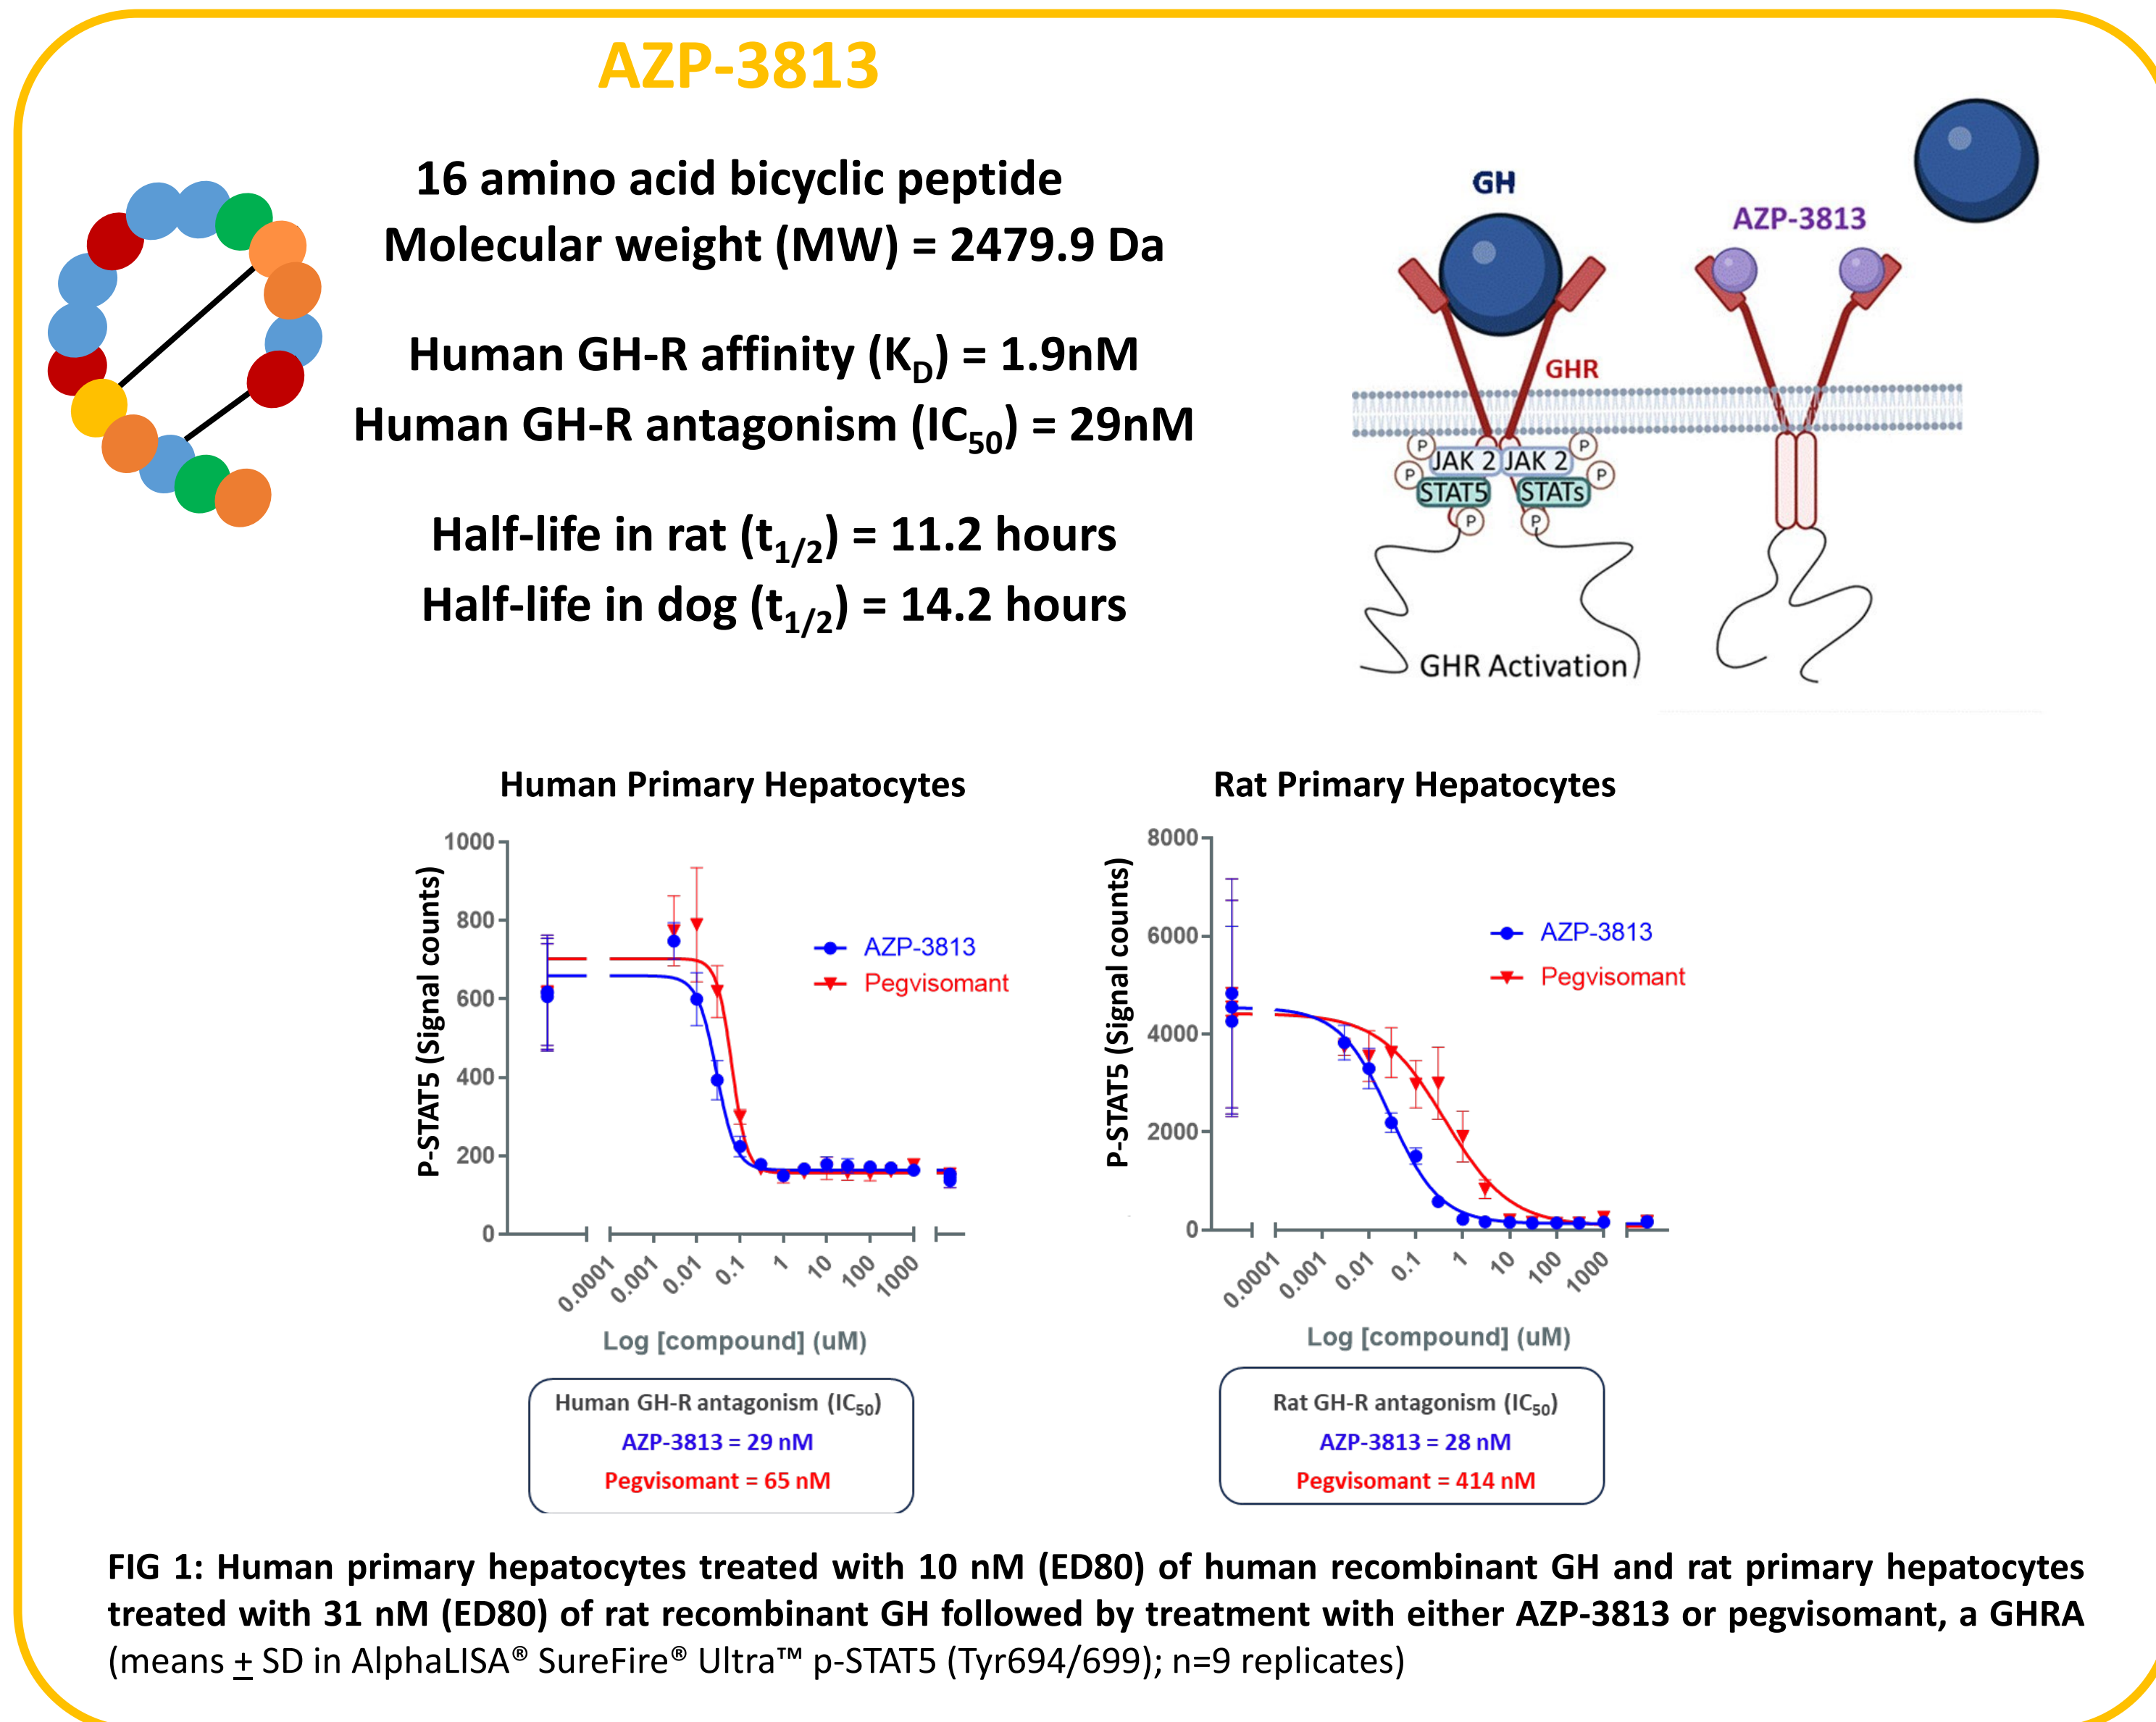 AZP-3813
16 amino acid bicyclic peptide
Molecular weight (MW) = 2479.9 Da
Human GH-R affinity (KD) = 1.9nM
Human GH-R antagonism (IC50) = 29nM
Half-life in rat (t1/2) = 11.2 hours
Half-life in dog (t1/2) = 14.2 hours
GH
AZP-3813
GHR
P
P
JAK 2
JAK 2
P
P
STAT5
STATs
P
P
GHR Activation
Human Primary Hepatocytes
P-STAT5 (Signal counts)
1000
800
600
400
200
0
AZP-3813
Pegvisomant
0.0001
0.001
0.01
0.1
1
10
100
1000
Log [compound] (uM)
Human GH-R antagonism (IC50)
AZP-3813 = 29 nM
Pegvisomant = 65 nM
Rat Primary Hepatocytes
P-STAT5 (Signal counts)
8000
6000
4000
2000
0
AZP-3813
Pegvisomant
0.0001
0.001
0.01
0.1
1
10
100
1000
Log [compound] (uM)
Rat GH-R antagonism (IC50)
AZP-3813 = 28 nM
Pegvisomant = 414 nM
FIG 1: Human primary hepatocytes treated with 10 nM (ED80) of human recombinant GH and rat primary hepatocytes
treated with 31 nM (ED80) of rat recombinant GH followed by treatment with either AZP-3813 or pegvisomant, a GHRA
(means ± SD in AlphaLISA® SureFire® Ultra™ p-STAT5 (Tyr694/699); n=9 replicates)